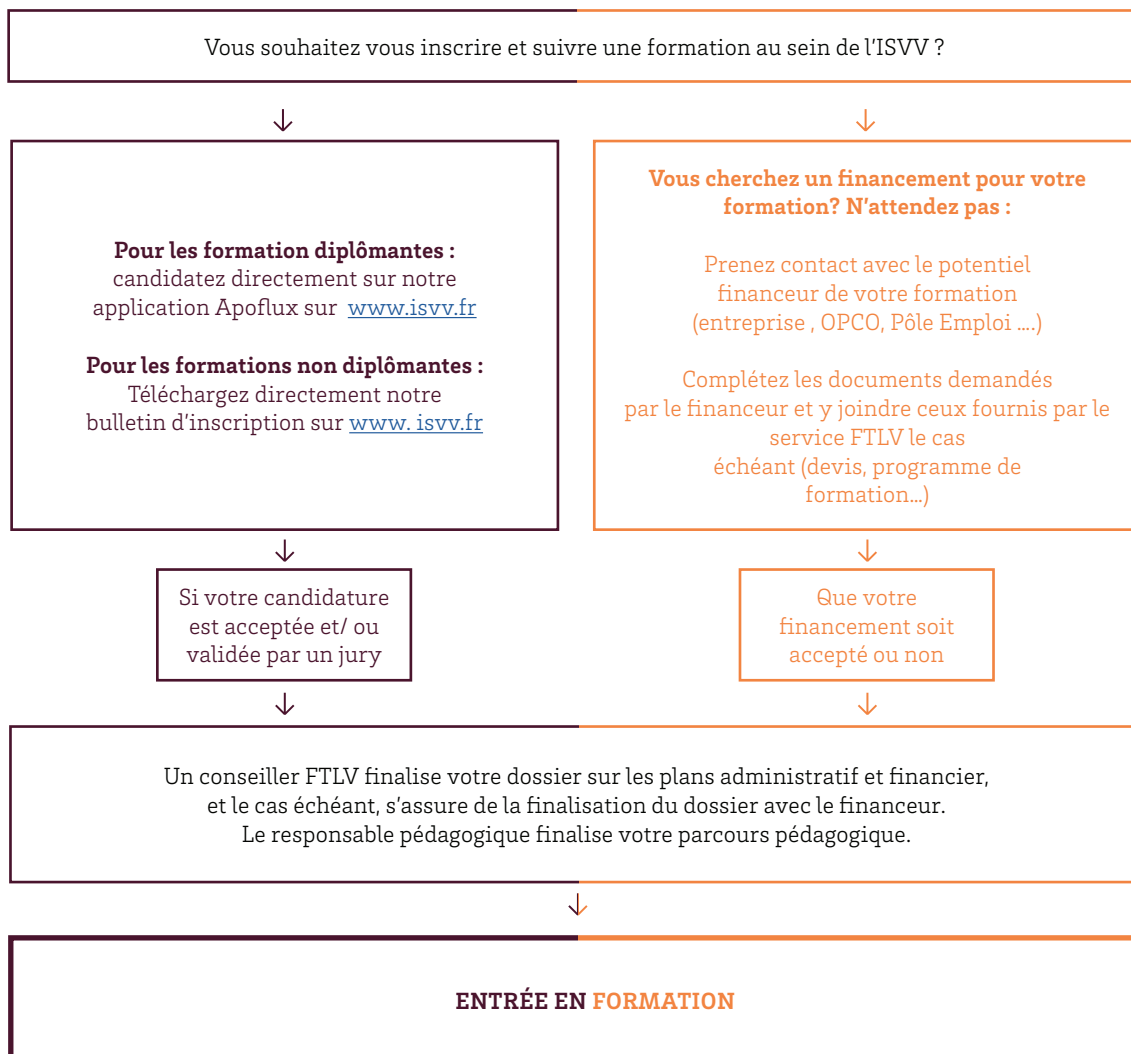 Vous souhaitez vous inscrire et suivre une formation au sein de l'ISVV ?
Pour les formation diplômantes :
candidatez directement sur notre
application Apoflux sur www.isvv.fr
Pour les formations non diplômantes :
Téléchargez directement notre
bulletin d'inscription sur www. isvv.fr
Vous cherchez un financement pour votre
formation? N'attendez pas :
Prenez contact avec le potentiel
financeur de votre formation
(entreprise , OPCO, Pôle Emploi ....)
Complétez les documents demandés
par le financeur et y joindre ceux fournis par le
service FTLV le cas
échéant (devis, programme de
formation...)
Si votre candidature
est acceptée et/ ou
validée par un jury
Que votre
financement soit
accepté ou non
Un conseiller FTLV finalise votre dossier sur les plans administratif et financier,
et le cas échéant, s'assure de la finalisation du dossier avec le financeur.
Le responsable pédagogique finalise votre parcours pédagogique.
ENTRÉE EN FORMATION